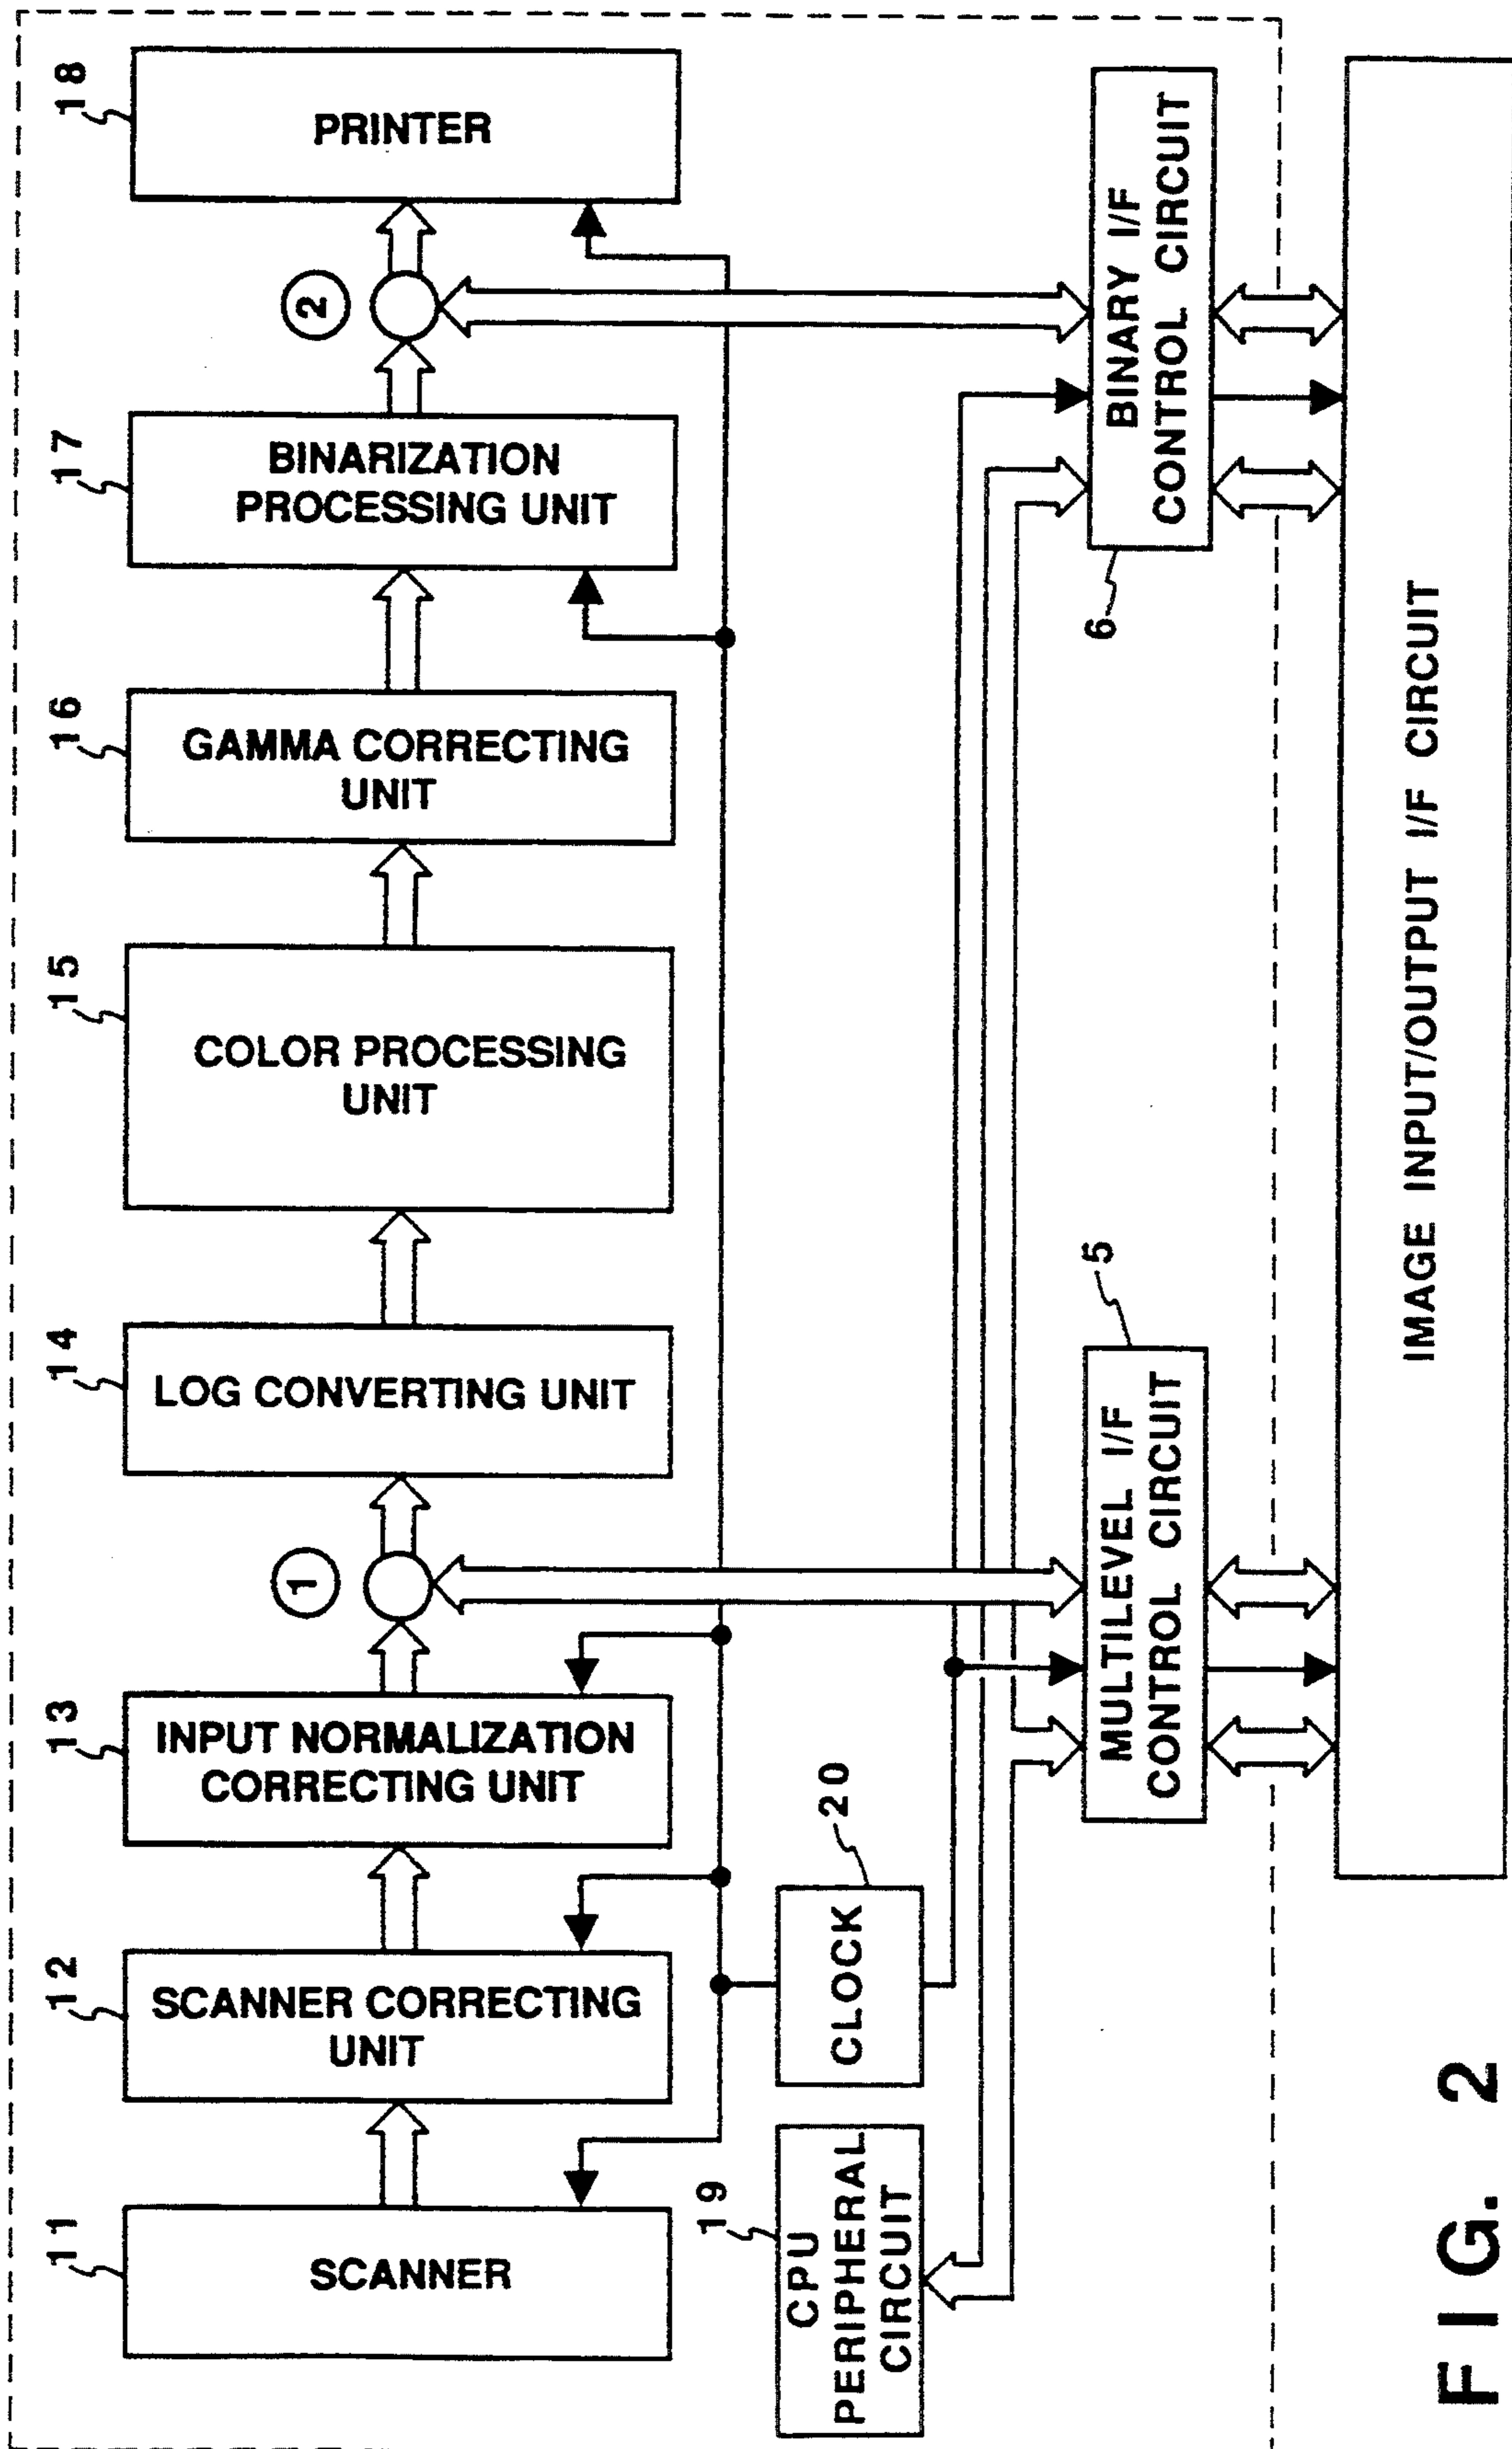 11
SCANNER
12
SCANNER CORRECTING
UNIT
13
INPUT NORMALIZATION
CORRECTING UNIT
1
14
LOG CONVERTING UNIT
15
COLOR PROCESSING
UNIT
16
GAMMA CORRECTING
UNIT
17
BINARIZATION
PROCESSING UNIT
2
18
PRINTER
19
CPU
PERIPHERAL
CIRCUIT
CLOCK
20
MULTILEVEL I/F
CONTROL CIRCUIT
5
6
BINARY I/F
CONTROL CIRCUIT
IMAGE INPUT/OUTPUT I/F CIRCUIT
FIG. 2